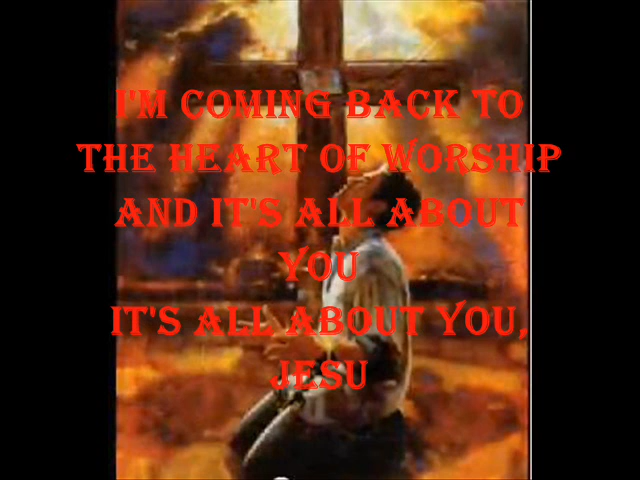 I'M COMING BACK TO
THE HEART OF WORSHIP
AND IT'S ALL ABOUT
YOU
IT'S ALL ABOUT YOU,
JESU